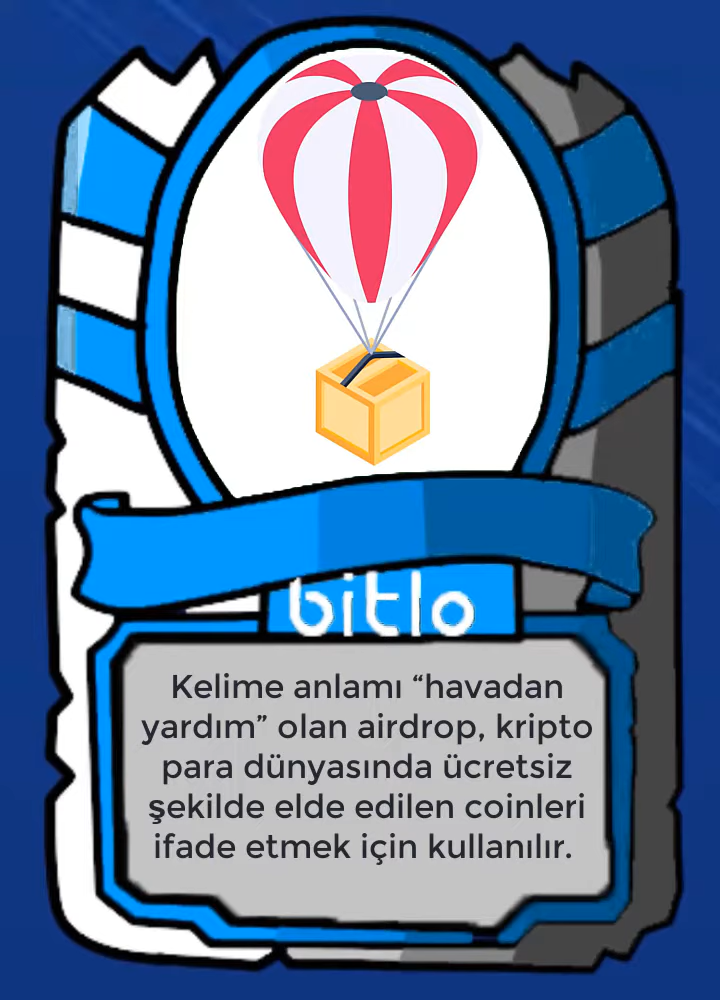 bitlo
Kelime anlamı “havadan
yardım” olan airdrop, kripto
para dünyasında ücretsiz
şekilde elde edilen coinleri
ifade etmek için kullanılır.